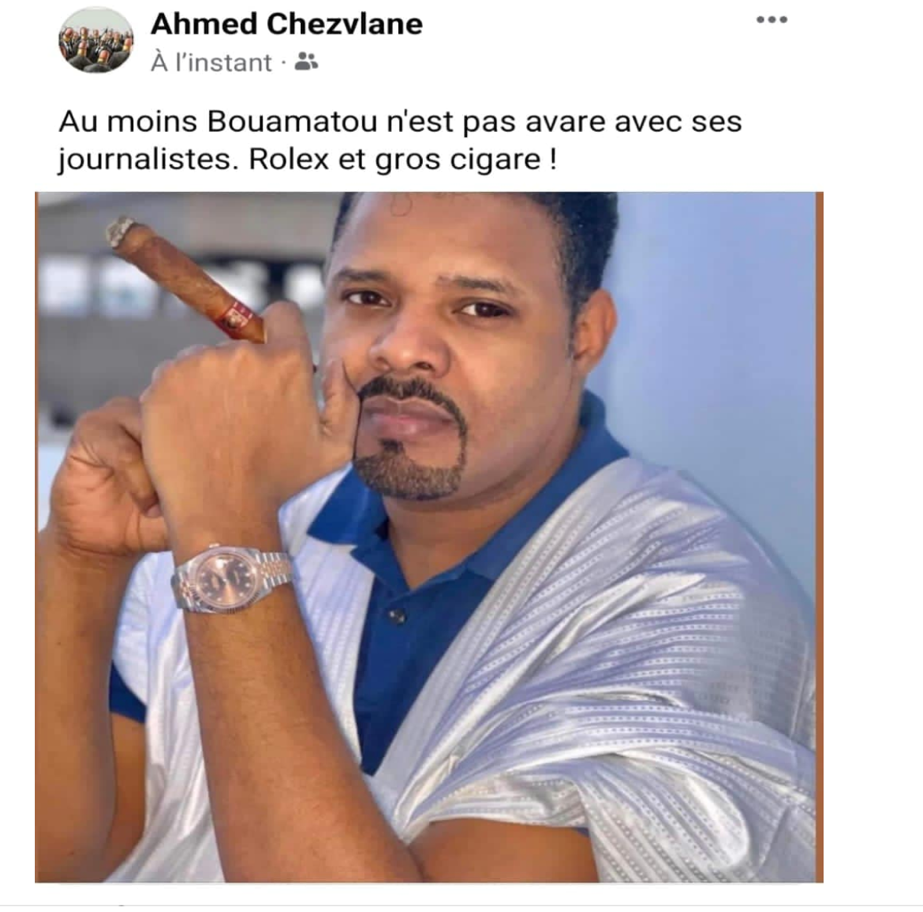 Ahmed Chezvlane
À l'instant ·
Au moins Bouamatou n'est pas avare avec ses
journalistes. Rolex et gros cigare !